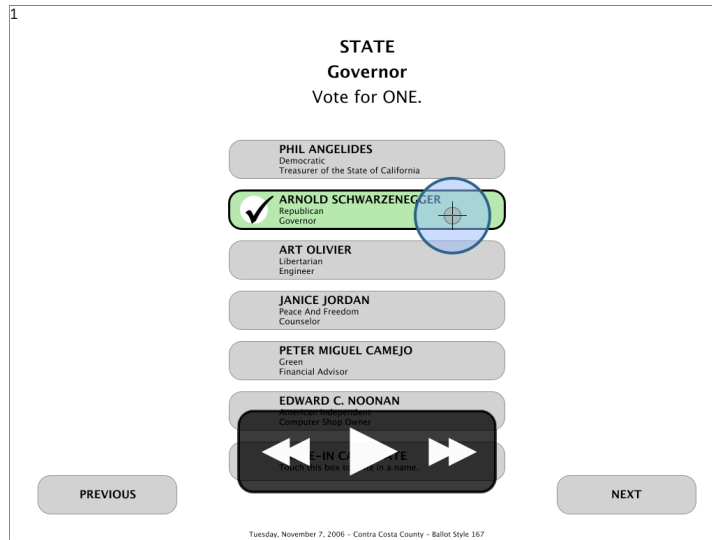 1
STATE
Governor
Vote for ONE.
PHIL ANGELIDES
Democratic
Treasurer of the State of California
ARNOLD SCHWARZENEGGER
Republican
Governor
ART OLIVIER
Libertarian
Engineer
JANICE JORDAN
Peace And Freedom
Counselor
PETER MIGUEL CAMEJO
Green
Financial Advisor
EDWARD C. NOONAN
American Independent
Computer Shop Owner
Touch this box to in a name.
PREVIOUS
NEXT
Tuesday, November 7, 2006 – Contra Costa County – Ballot Style 167